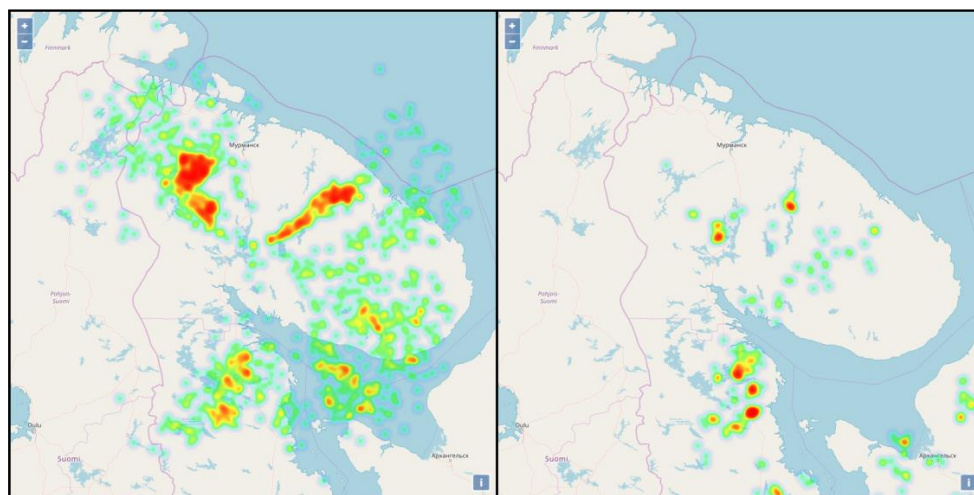 +
−
Finnmark
Мурманск
Pohjois-
Suomi
Oulu
Suomi
Архангельск
i
+
−
Finnmark
Мурманск
Pohjois-
Suomi
Oulu
Suomi
Архангельск
i